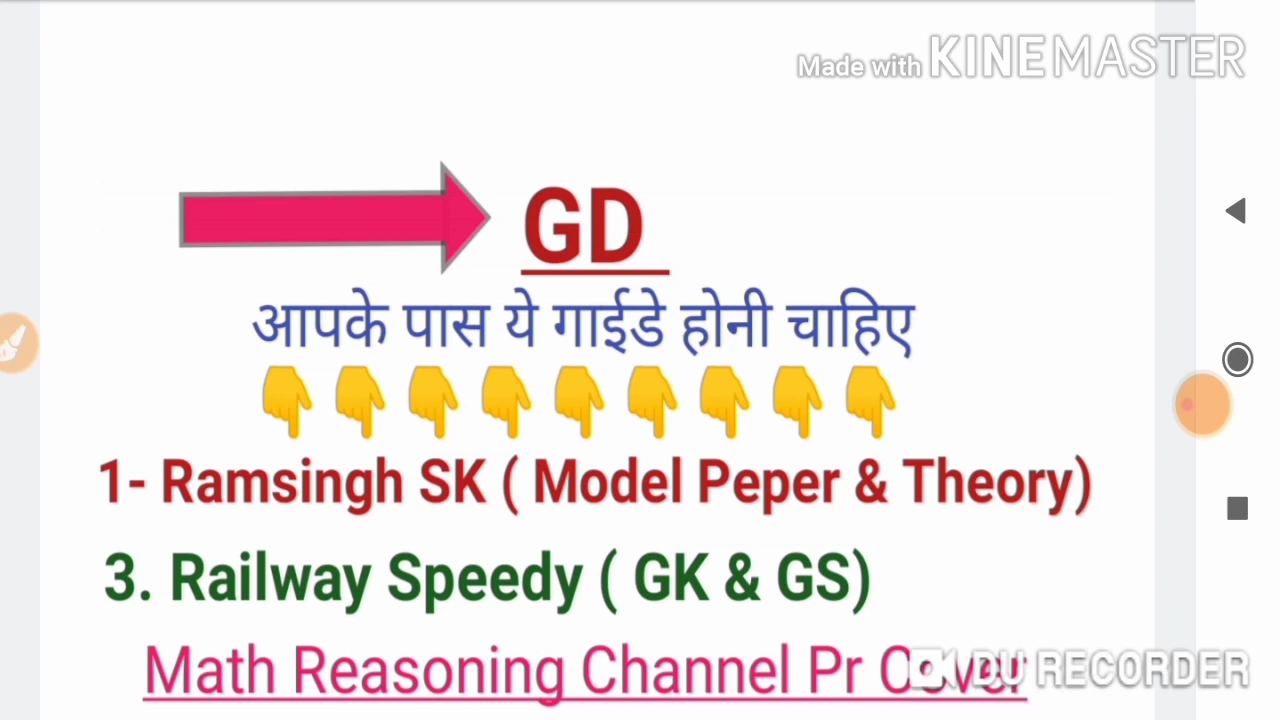 Made with KINEMASTER
GD
आपके पास ये गाईडे होनी चाहिए
1- Ramsingh SK ( Model Peper & Theory)
3. Railway Speedy ( GK & GS)
Math Reasoning Channel Pr Cover
DU RECORDER